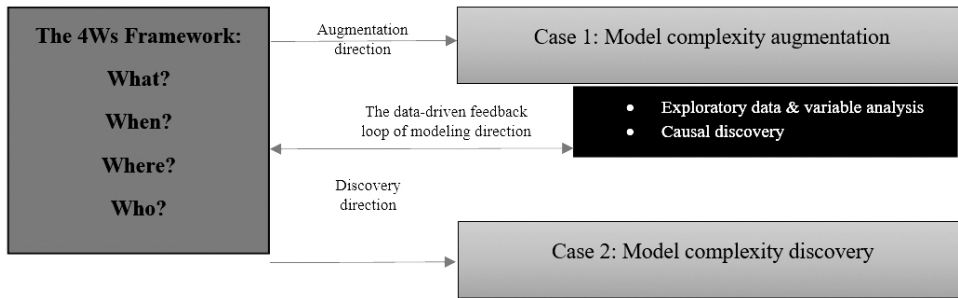 The 4Ws Framework:
What?
When?
Where?
Who?
Augmentation
direction
Case 1: Model complexity augmentation
The data-driven feedback
loop of modeling direction
• Exploratory data & variable analysis
• Causal discovery
Discovery
direction
Case 2: Model complexity discovery